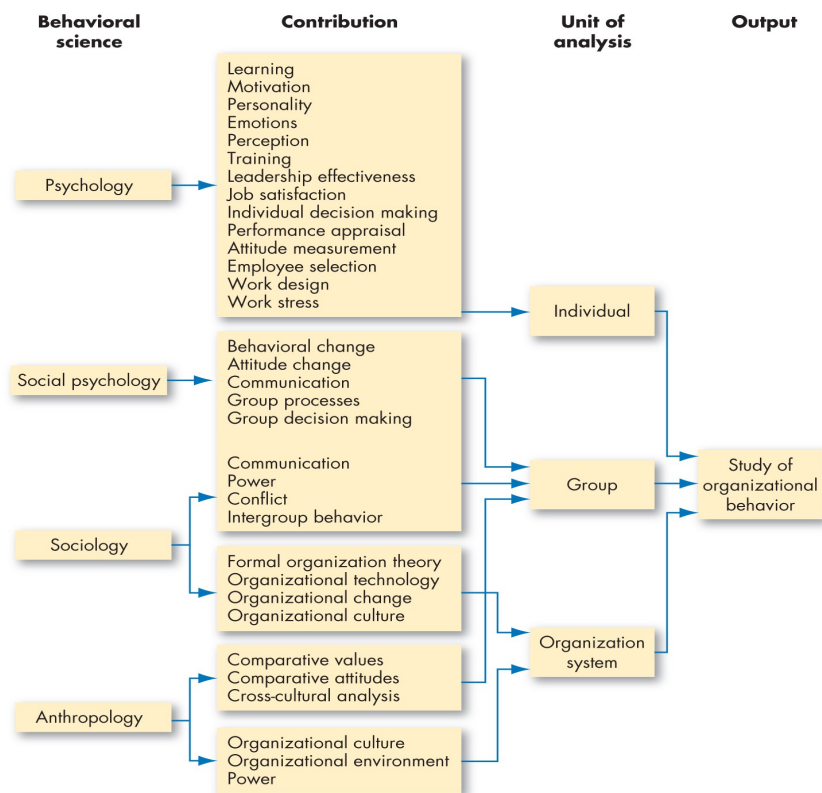 Behavioral
science
Contribution
Unit of
analysis
Output
Psychology
Learning
Motivation
Personality
Emotions
Perception
Training
Leadership effectiveness
Job satisfaction
Individual decision making
Performance appraisal
Attitude measurement
Employee selection
Work design
Work stress
Individual
Social psychology
Behavioral change
Attitude change
Communication
Group processes
Group decision making
Communication
Power
Conflict
Intergroup behavior
Group
Study of
organizational
behavior
Sociology
Formal organization theory
Organizational technology
Organizational change
Organizational culture
Organization
system
Anthropology
Comparative values
Comparative attitudes
Cross-cultural analysis
Organizational culture
Organizational environment
Power